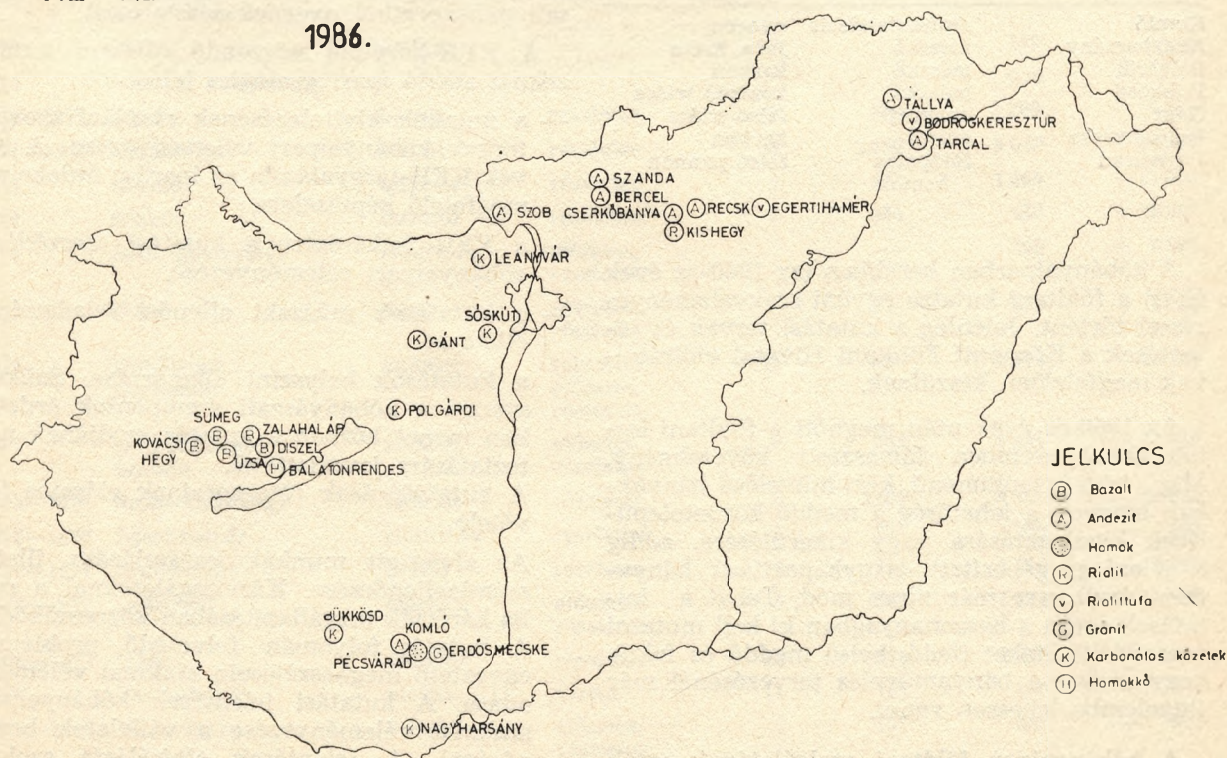 1986.
A TÁLLYA
V BODROGKERESZTÚR
A TARCAL
A SZANDA
A BERCEL
CSERKŐBÁNYA A
A RECSK
V EGERTIHAMÉR
R KISHEGY
A SZOB
K LEÁNYVÁR
SÓSKÚT
K
K GÁNT
K POLGÁRDI
SÜMEG
B
B ZALAHALÁP
B DISZEL
KOVÁCSI
HEGY B
B UZSA
H BALATONRENDES
BÜKKÖSD
K
KOMLÓ
A
PÉCSVÁRAD
G ERDŐSMECSKE
K NAGYHARSÁNY
JELKULCS
B Bazalt
A Andezit
Homok
R Riolit
V Riolittufa
G Gránit
K Karbonátos kőzetek
H Homokkő